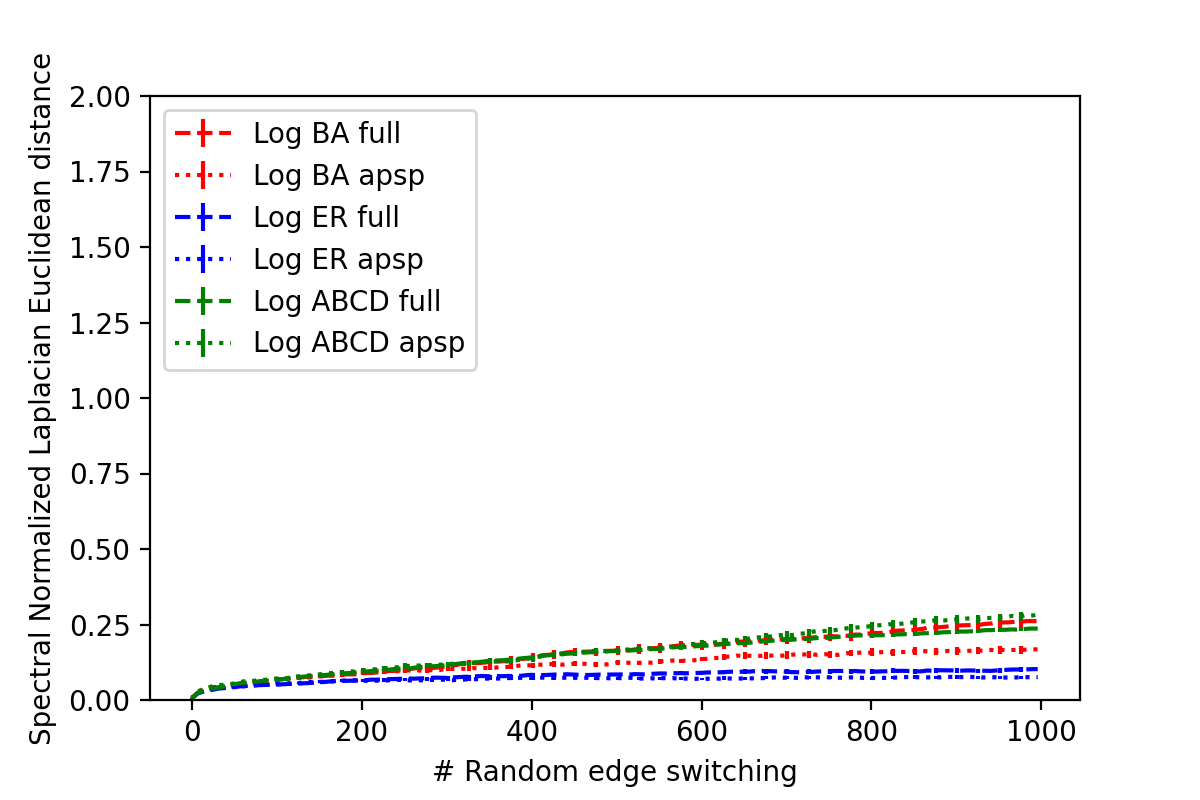 Spectral Normalized Laplacian Euclidean distance
2.00
1.75
1.50
1.25
1.00
0.75
0.50
0.25
0.00
Log BA full
Log BA apsp
Log ER full
Log ER apsp
Log ABCD full
Log ABCD apsp
0 200 400 600 800 1000
# Random edge switching